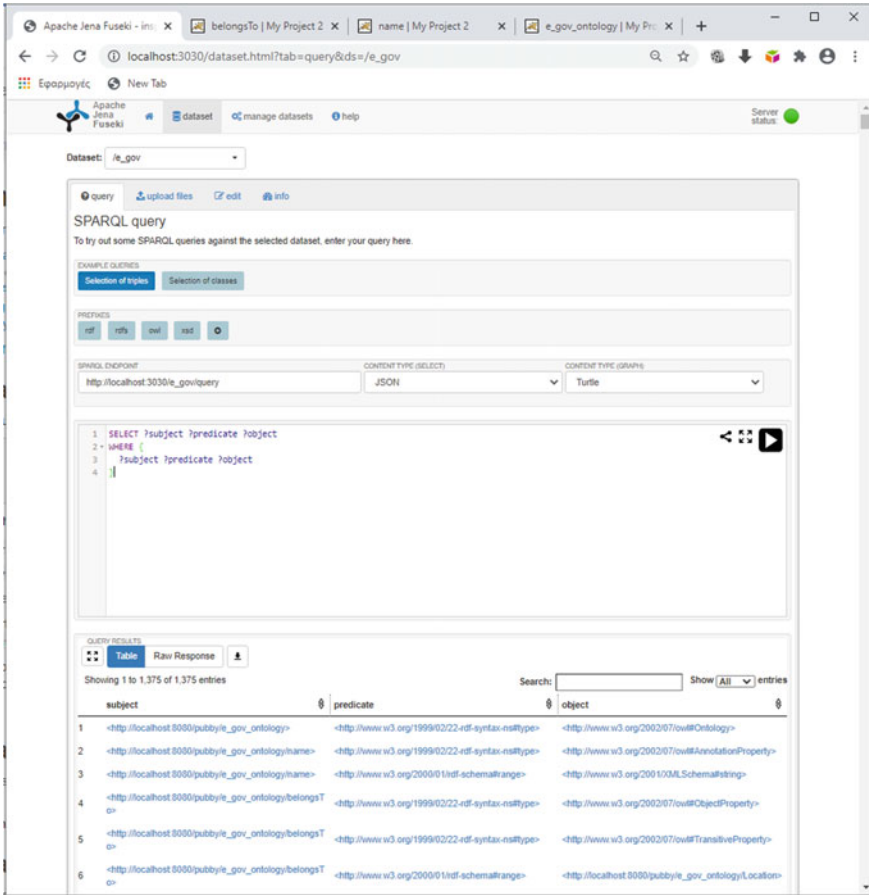 Apache Jena Fuseki - ins
belongsTo | My Project 2
name | My Project 2
e_gov_ontology | My Pro
localhost:3030/dataset.html?tab=query&ds=/e_gov
Εφαρμογές New Tab
Apache Jena Fuseki
dataset manage datasets help
Server status:
Dataset: /e_gov
query upload files edit info
SPARQL query
To try out some SPARQL queries against the selected dataset, enter your query here.
EXAMPLE QUERIES
Selection of triples Selection of classes
PREFIXES
rdf rdfs owl xsd
SPARQL ENDPOINT CONTENT TYPE (SELECT) CONTENT TYPE (GRAPH)
http://localhost:3030/e_gov/query JSON Turtle
1 SELECT ?subject ?predicate ?object
2 WHERE {
3 ?subject ?predicate ?object
4 }
QUERY RESULTS
Table Raw Response
Showing 1 to 1,375 of 1,375 entries Search: Show All entries
subject predicate object
1 <http://localhost:8080/pubby/e_gov_ontology> <http://www.w3.org/1999/02/22-rdf-syntax-ns#type> <http://www.w3.org/2002/07/owl#Ontology>
2 <http://localhost:8080/pubby/e_gov_ontology/name> <http://www.w3.org/1999/02/22-rdf-syntax-ns#type> <http://www.w3.org/2002/07/owl#AnnotationProperty>
3 <http://localhost:8080/pubby/e_gov_ontology/name> <http://www.w3.org/2000/01/rdf-schema#range> <http://www.w3.org/2001/XMLSchema#string>
4 <http://localhost:8080/pubby/e_gov_ontology/belongsT
o> <http://www.w3.org/1999/02/22-rdf-syntax-ns#type> <http://www.w3.org/2002/07/owl#ObjectProperty>
5 <http://localhost:8080/pubby/e_gov_ontology/belongsT
o> <http://www.w3.org/1999/02/22-rdf-syntax-ns#type> <http://www.w3.org/2002/07/owl#TransitiveProperty>
6 <http://localhost:8080/pubby/e_gov_ontology/belongsT
o> <http://www.w3.org/2000/01/rdf-schema#range> <http://localhost:8080/pubby/e_gov_ontology/Location>